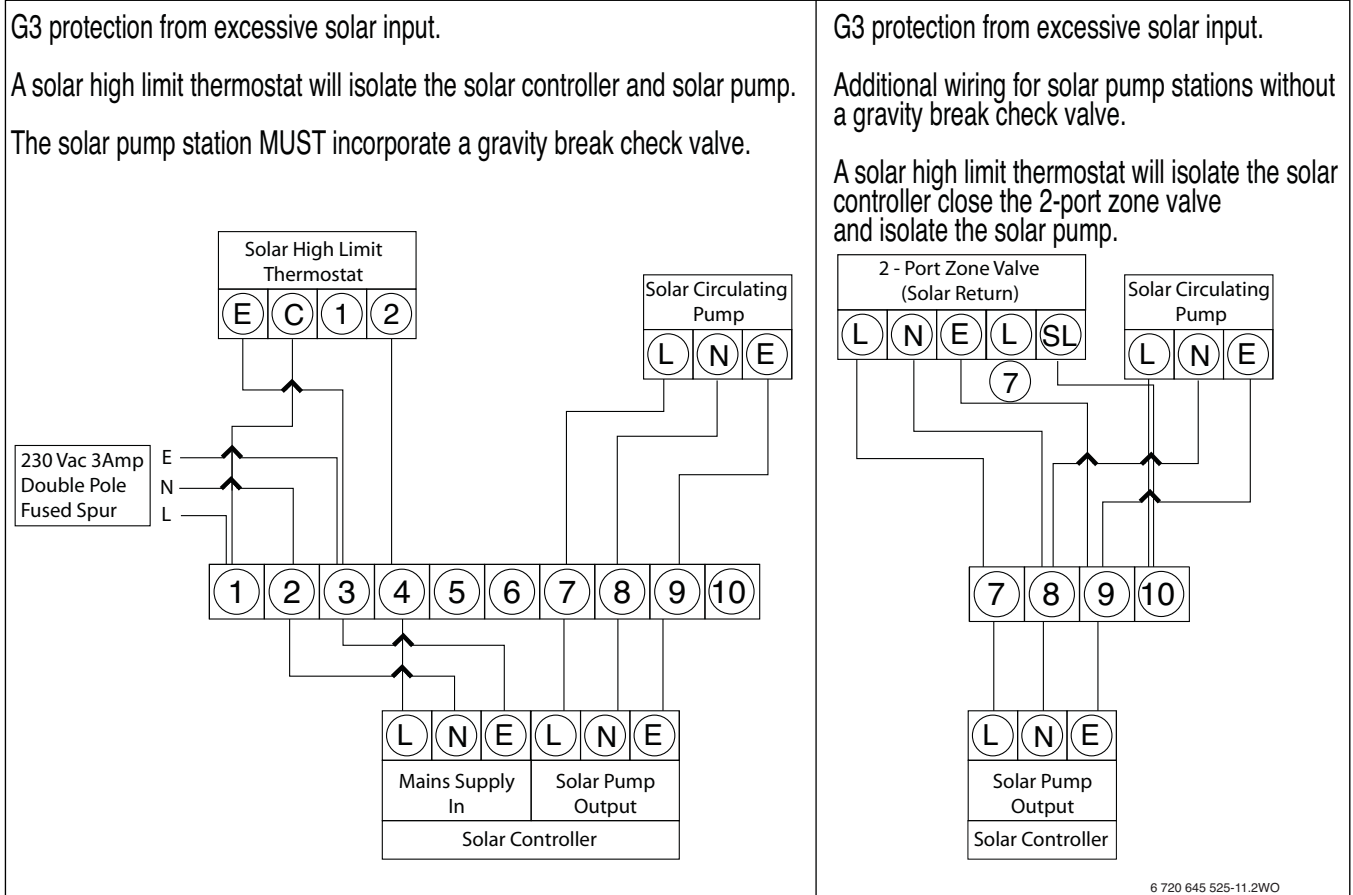 G3 protection from excessive solar input.
A solar high limit thermostat will isolate the solar controller and solar pump.
The solar pump station MUST incorporate a gravity break check valve.
Solar High Limit
Thermostat
E C 1 2
Solar Circulating
Pump
L N E
230 Vac 3Amp
Double Pole
Fused Spur
E
N
L
1 2 3 4 5 6 7 8 9 10
L N E L N E
Mains Supply
In
Solar Pump
Output
Solar Controller
G3 protection from excessive solar input.
Additional wiring for solar pump stations without
a gravity break check valve.
A solar high limit thermostat will isolate the solar
controller close the 2-port zone valve
and isolate the solar pump.
2 - Port Zone Valve
(Solar Return)
L N E L SL
7
Solar Circulating
Pump
L N E
7 8 9 10
L N E
Solar Pump
Output
Solar Controller
6 720 645 525-11.2WO